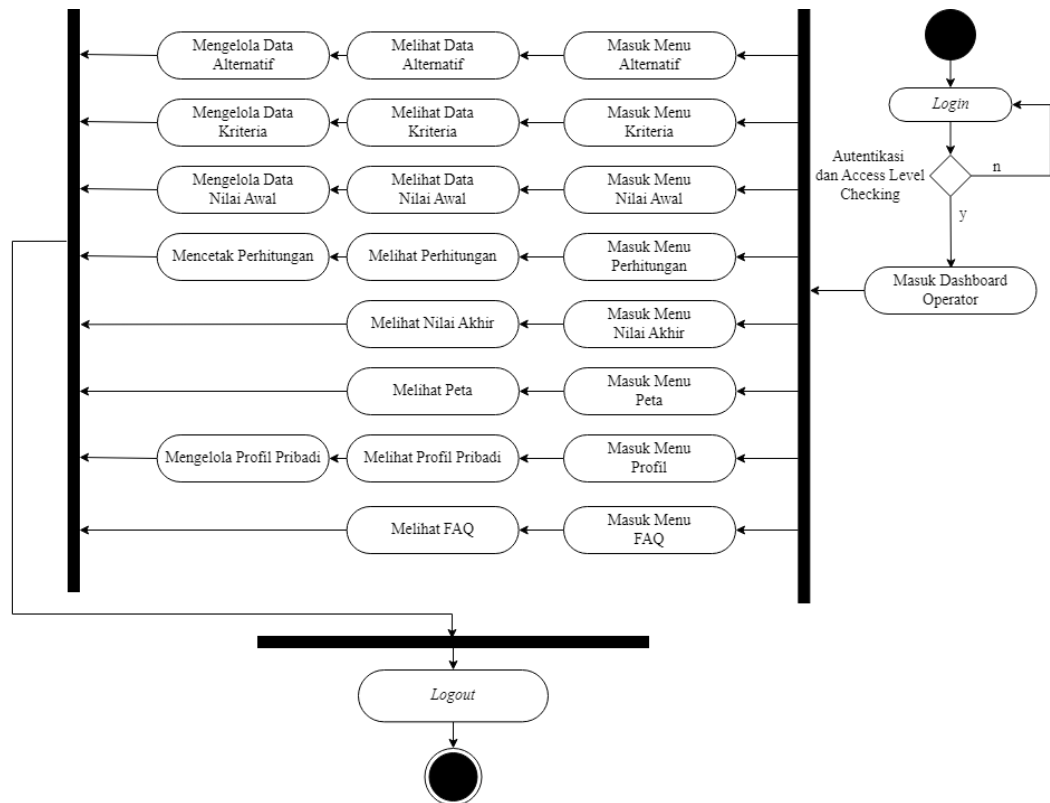 Mengelola Data
Alternatif
Melihat Data
Alternatif
Masuk Menu
Alternatif
Mengelola Data
Kriteria
Melihat Data
Kriteria
Masuk Menu
Kriteria
Mengelola Data
Nilai Awal
Melihat Data
Nilai Awal
Masuk Menu
Nilai Awal
Mencetak Perhitungan
Melihat Perhitungan
Masuk Menu
Perhitungan
Melihat Nilai Akhir
Masuk Menu
Nilai Akhir
Melihat Peta
Masuk Menu
Peta
Mengelola Profil Pribadi
Melihat Profil Pribadi
Masuk Menu
Profil
Melihat FAQ
Masuk Menu
FAQ
Login
Autentikasi
dan Access Level
Checking
n
y
Masuk Dashboard
Operator
Logout